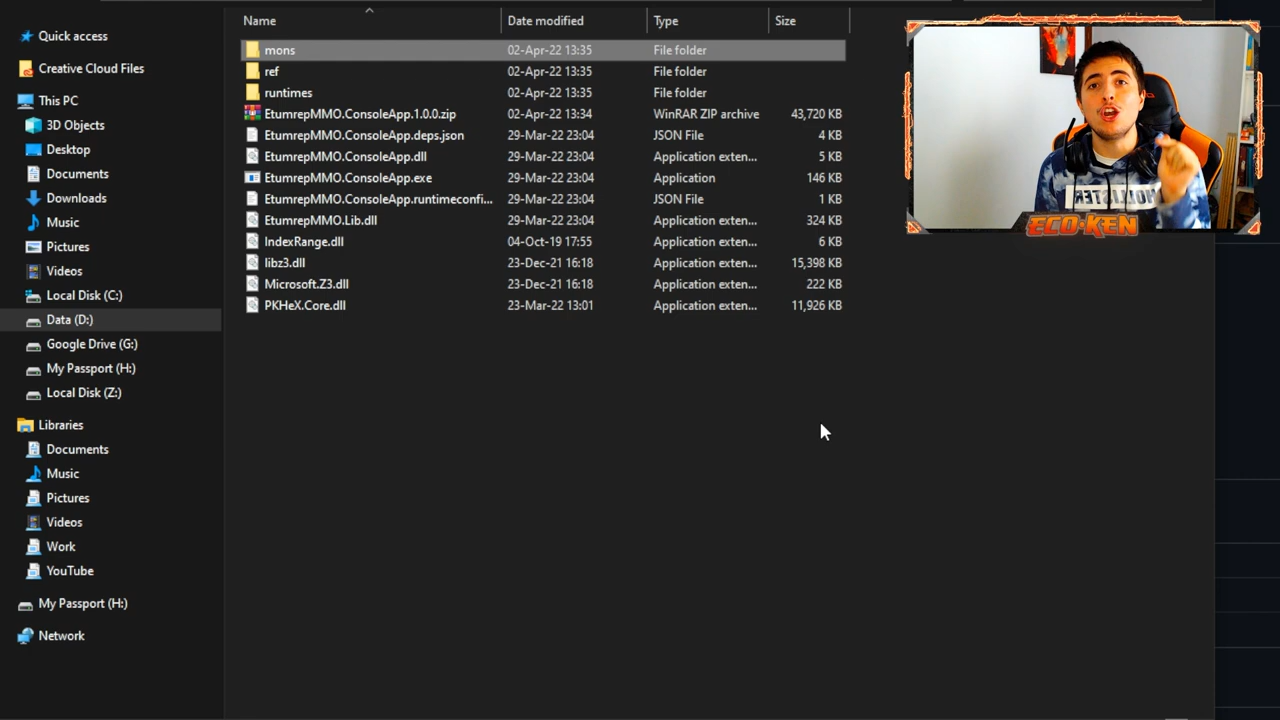 Name Date modified Type Size
Quick access
Creative Cloud Files
This PC
3D Objects
Desktop
Documents
Downloads
Music
Pictures
Videos
Local Disk (C:)
Data (D:)
Google Drive (G:)
My Passport (H:)
Local Disk (Z:)
Libraries
Documents
Music
Pictures
Videos
Work
YouTube
My Passport (H:)
Network
mons 02-Apr-22 13:35 File folder
ref 02-Apr-22 13:35 File folder
runtimes 02-Apr-22 13:35 File folder
EtumrepMMO.ConsoleApp.1.0.0.zip 02-Apr-22 13:34 WinRAR ZIP archive 43,720 KB
EtumrepMMO.ConsoleApp.deps.json 29-Mar-22 23:04 JSON File 4 KB
EtumrepMMO.ConsoleApp.dll 29-Mar-22 23:04 Application exten... 5 KB
EtumrepMMO.ConsoleApp.exe 29-Mar-22 23:04 Application 146 KB
EtumrepMMO.ConsoleApp.runtimeconfi... 29-Mar-22 23:04 JSON File 1 KB
EtumrepMMO.Lib.dll 29-Mar-22 23:04 Application exten... 324 KB
IndexRange.dll 04-Oct-19 17:55 Application exten... 6 KB
libz3.dll 23-Dec-21 16:18 Application exten... 15,398 KB
Microsoft.Z3.dll 23-Dec-21 16:18 Application exten... 222 KB
PKHeX.Core.dll 23-Mar-22 13:01 Application exten... 11,926 KB
HOLLISTER
ECO·KEN